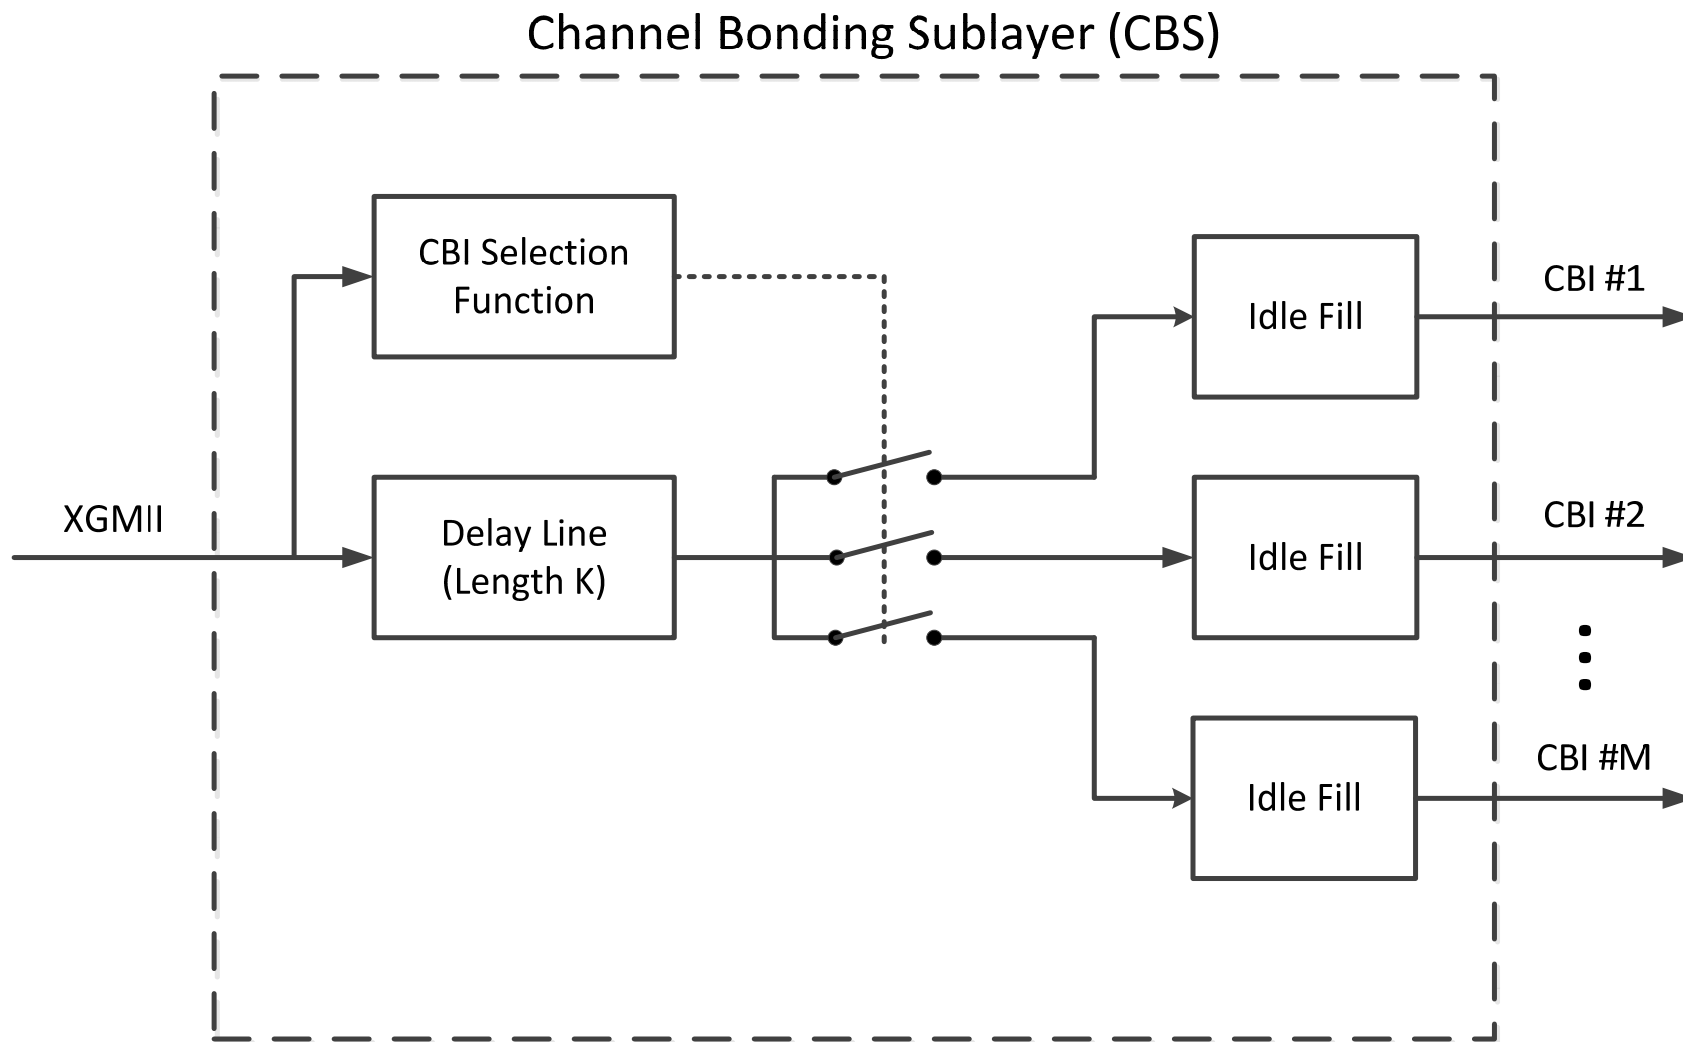 Channel Bonding Sublayer (CBS)
CBI Selection
Function
Idle Fill
CBI #1
XGMII
Delay Line
(Length K)
Idle Fill
CBI #2
Idle Fill
CBI #M